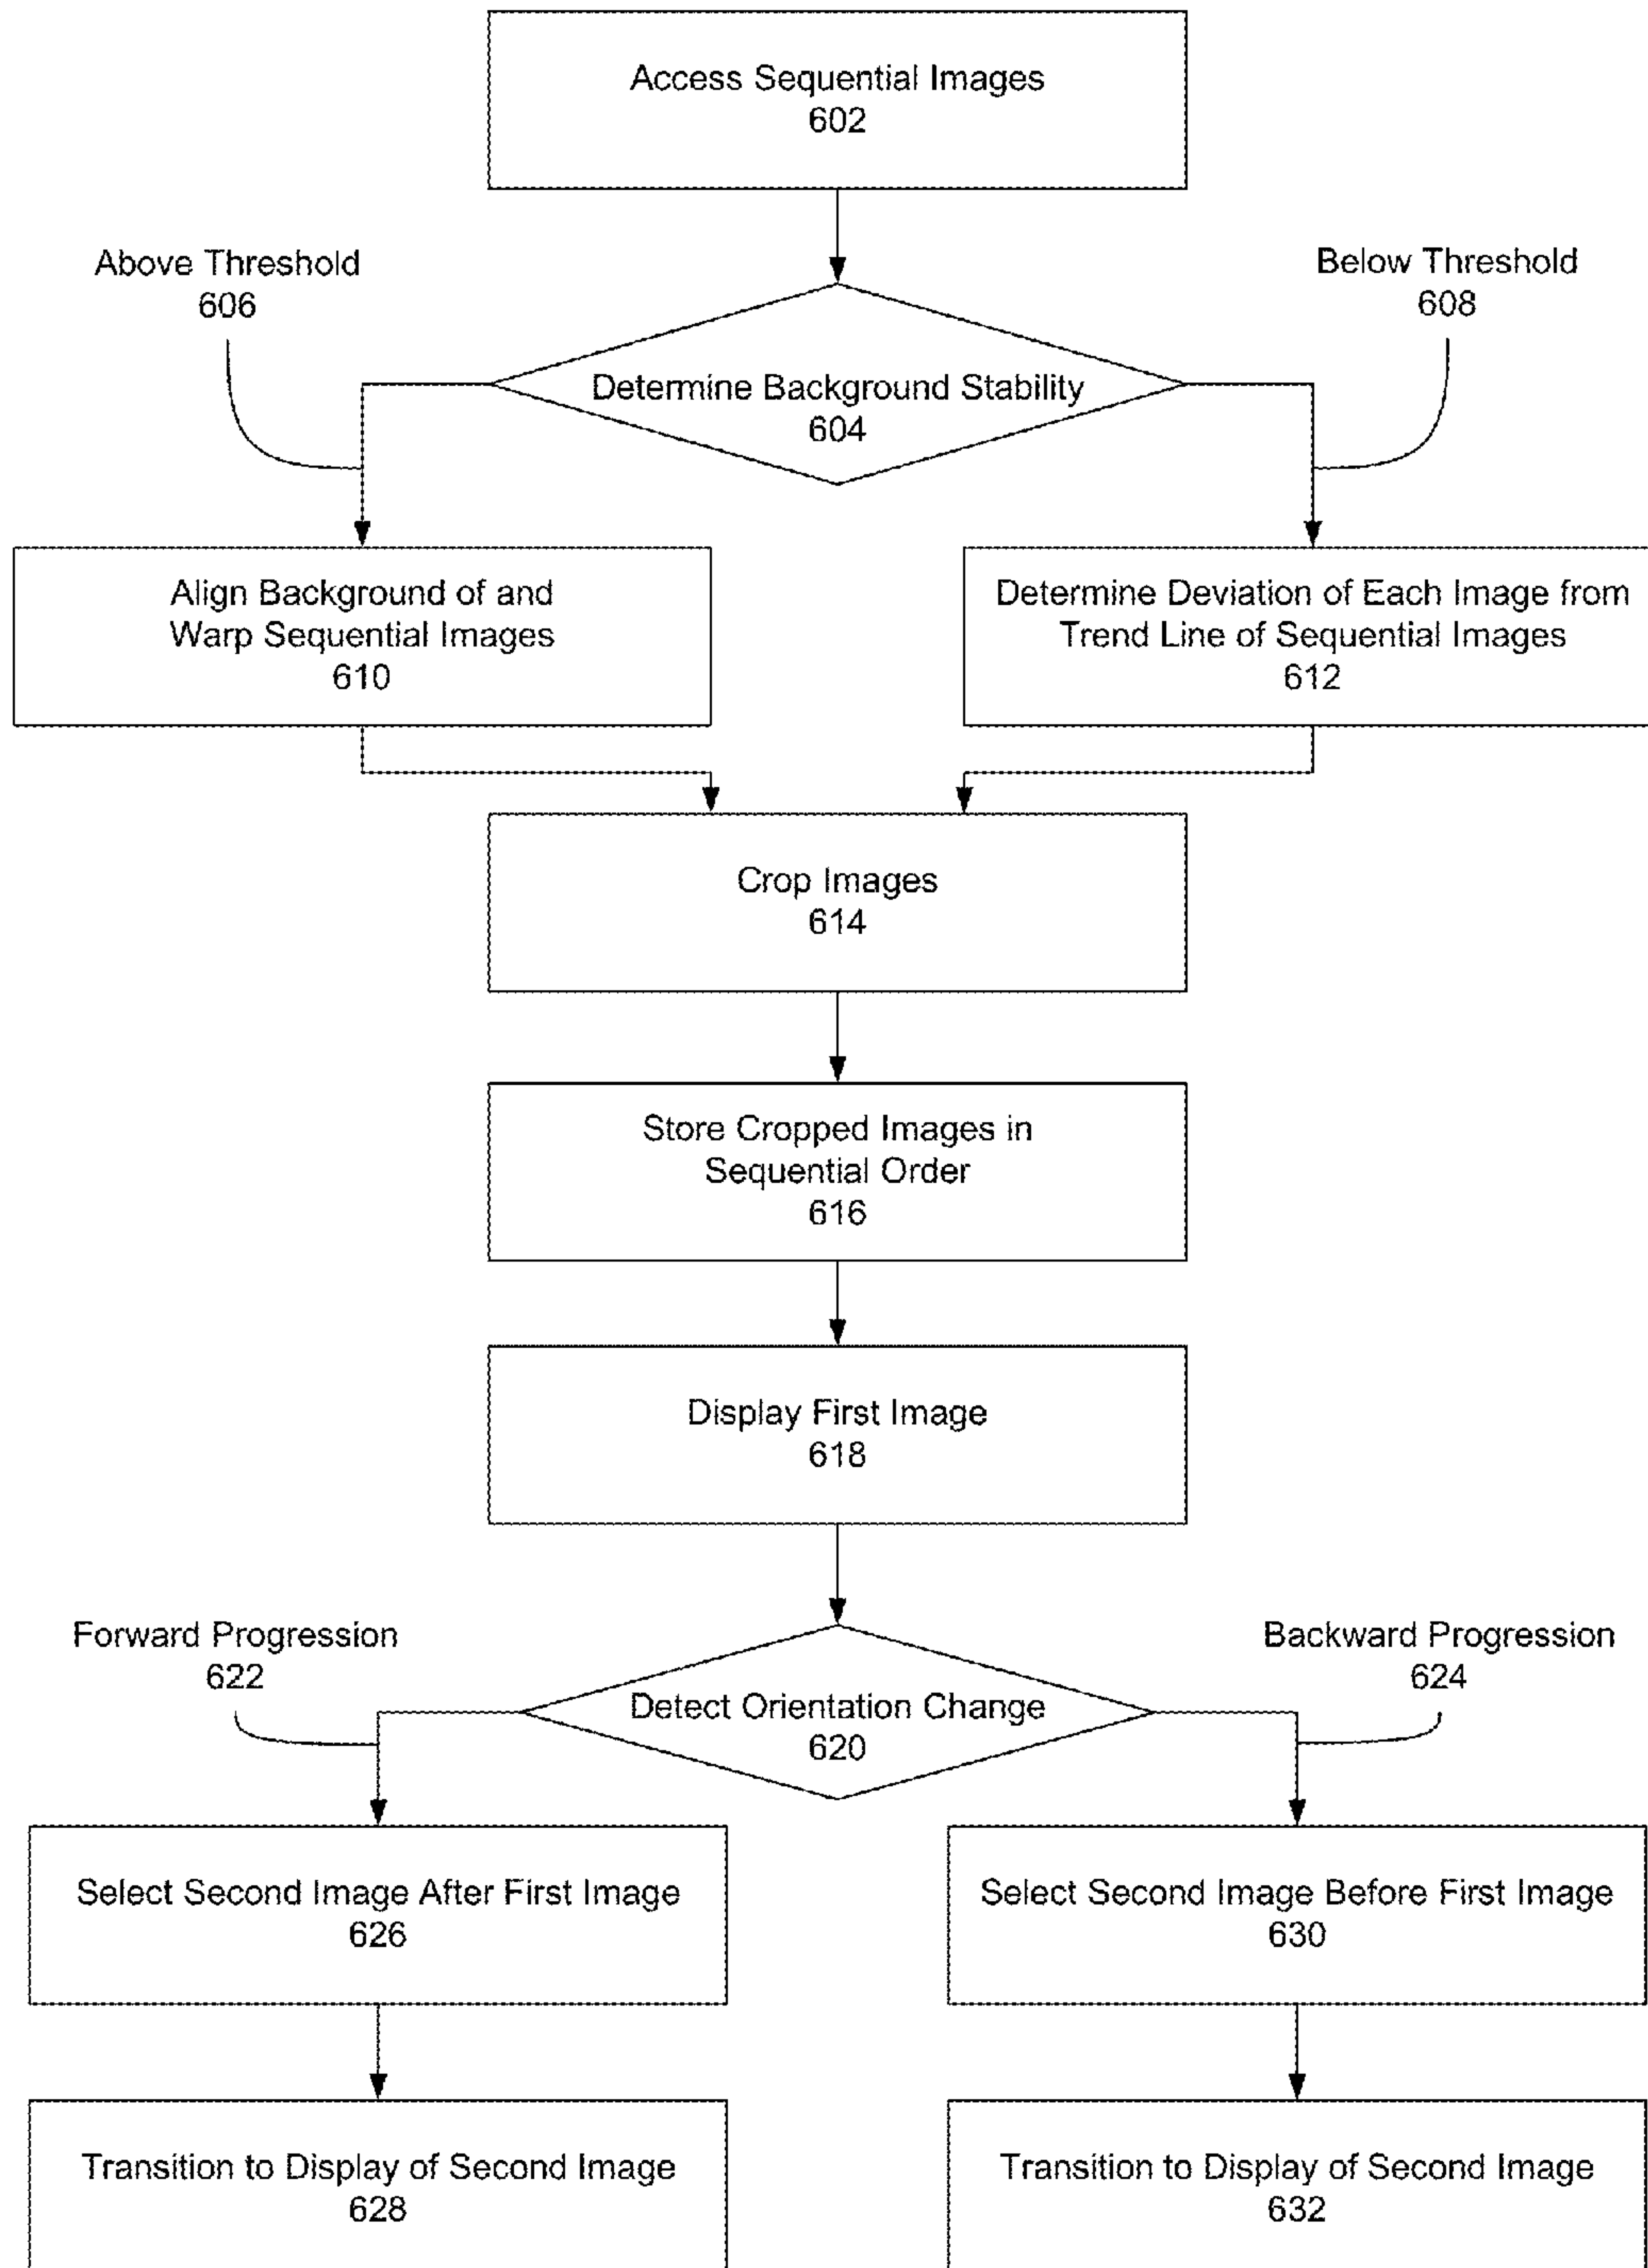 Access Sequential Images
602
Above Threshold
606
Below Threshold
608
Determine Background Stability
604
Align Background of and
Warp Sequential Images
610
Determine Deviation of Each Image from
Trend Line of Sequential Images
612
Crop Images
614
Store Cropped Images in
Sequential Order
616
Display First Image
618
Forward Progression
622
Backward Progression
624
Detect Orientation Change
620
Select Second Image After First Image
626
Select Second Image Before First Image
630
Transition to Display of Second Image
628
Transition to Display of Second Image
632